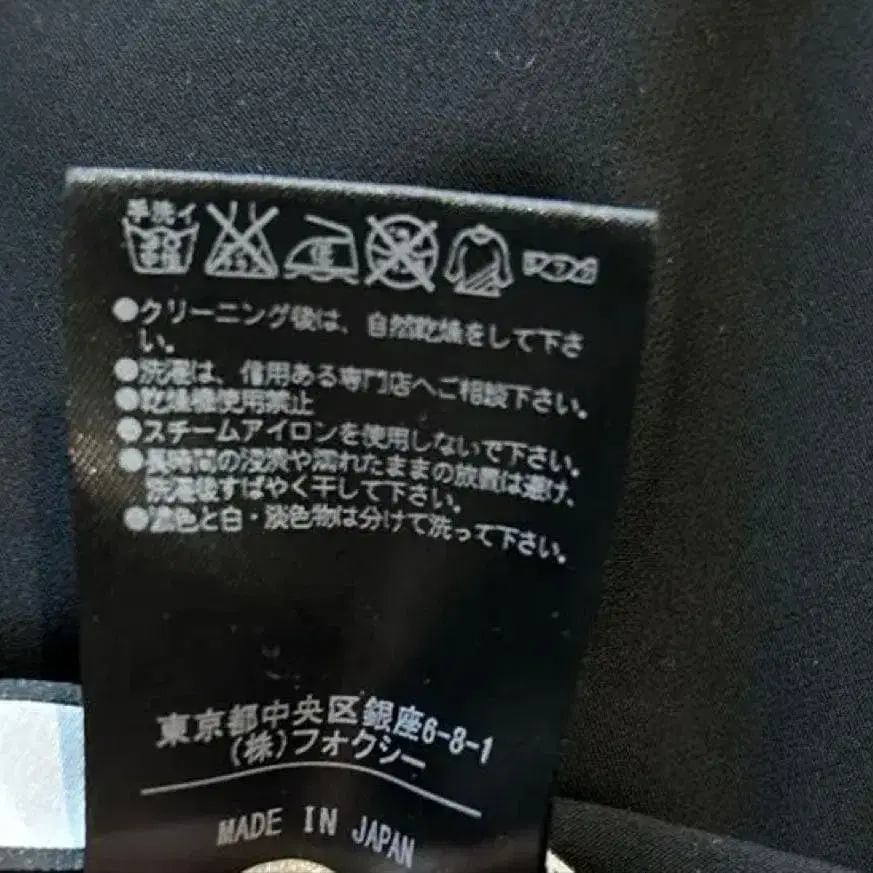 手洗イ
●クリーニング後は、自然乾燥をして下さ
い。
●洗濯は、信用ある専門店へご相談下さい。
●乾燥機使用禁止
●スチームアイロンを使用しないで下さい。
●長時間の浸漬や濡れたままの放置は避け、
洗濯後すばやく干して下さい。
●濃色と白・淡色物は分けて洗って下さい。
東京都中央区銀座6-8-1
(株)フォクシー
MADE IN JAPAN